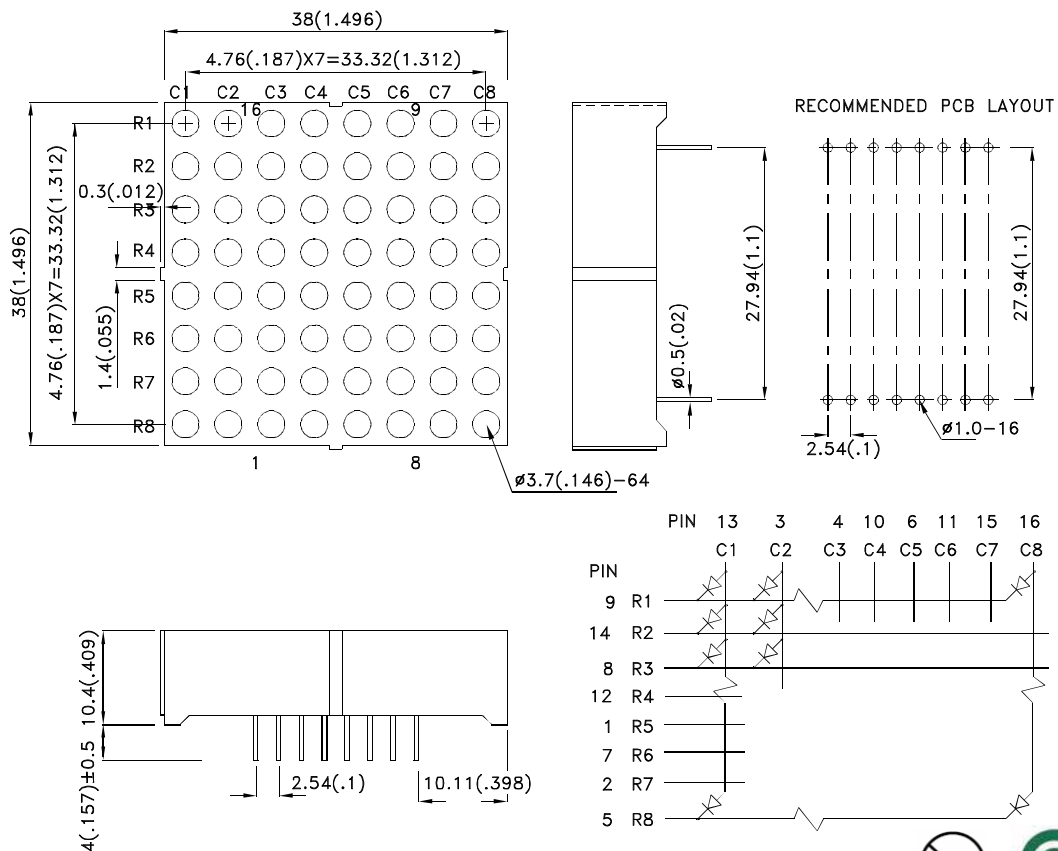 38(1.496)
4.76(.187)X7=33.32(1.312)
C1 C2 C3 C4 C5 C6 C7 C8
16 9
R1
R2
0.3(.012)
R3
R4
R5
R6
R7
R8
38(1.496)
4.76(.187)X7=33.32(1.312)
1.4(.055)
1 8
ø3.7(.146)-64
ø0.5(.02)
27.94(1.1)
RECOMMENDED PCB LAYOUT
27.94(1.1)
ø1.0-16
2.54(.1)
10.4(.409)
4(.157)±0.5
2.54(.1)
10.11(.398)
PIN 13 3 4 10 6 11 15 16
C1 C2 C3 C4 C5 C6 C7 C8
PIN
9 R1
14 R2
8 R3
12 R4
1 R5
7 R6
2 R7
5 R8